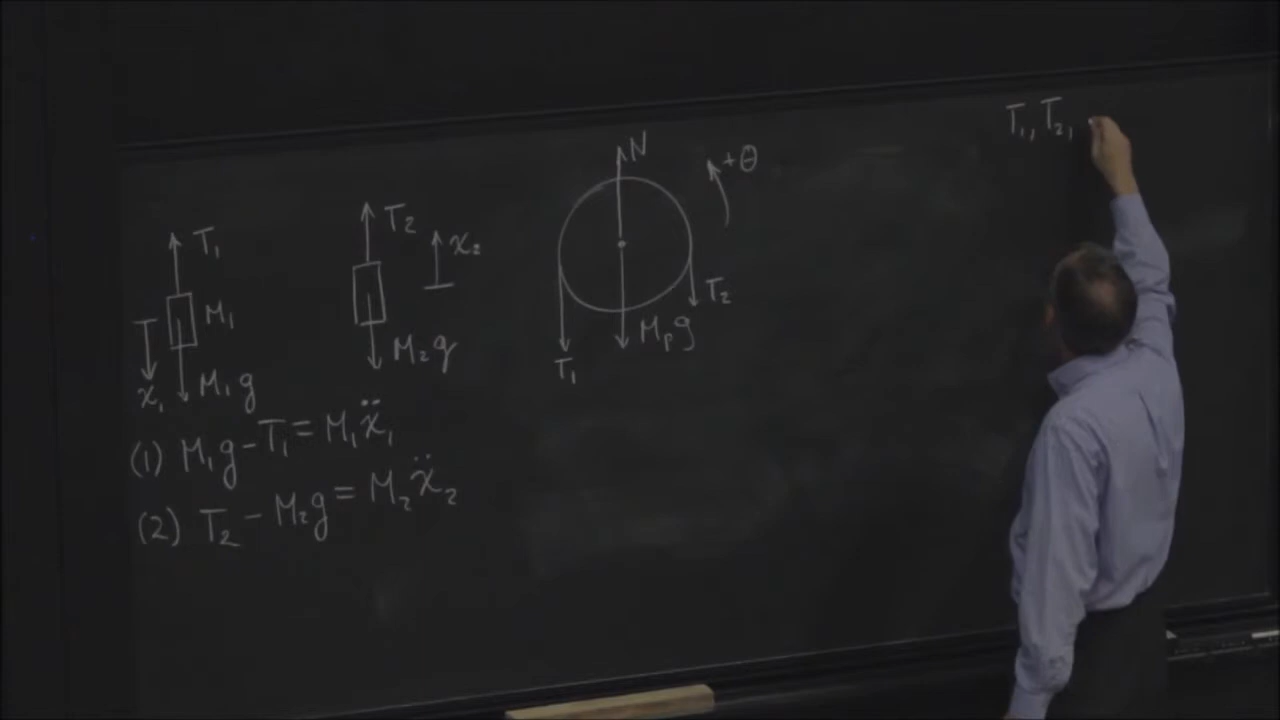 T₁, T₂,
N
+θ
T₁
T₂
x₂
M₁
T₂
M₂g
M_p g
T₁
x₁
M₁g
(1) M₁g - T₁ = M₁ẍ₁
(2) T₂ - M₂g = M₂ẍ₂